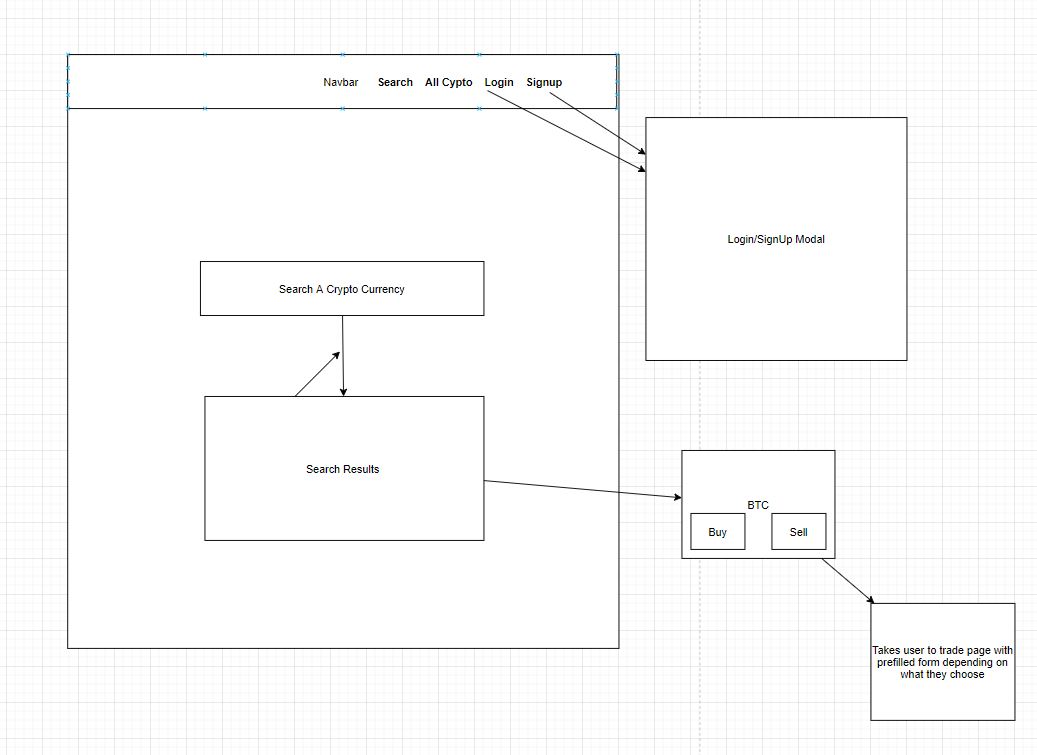 Navbar Search All Cypto Login Signup
Login/SignUp Modal
Search A Crypto Currency
Search Results
BTC
Buy Sell
Takes user to trade page with
prefilled form depending on
what they choose